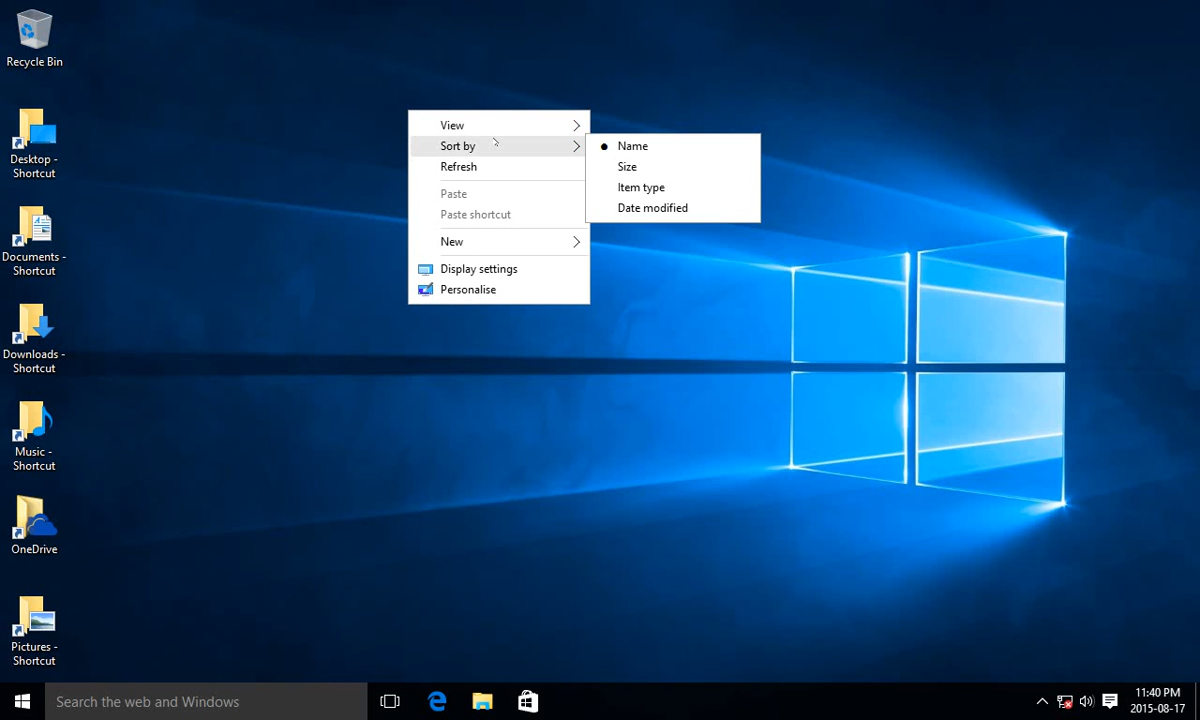 Recycle Bin
Desktop -
Shortcut
Documents -
Shortcut
Downloads -
Shortcut
Music -
Shortcut
OneDrive
Pictures -
Shortcut
View
Sort by
Refresh
Paste
Paste shortcut
New
Display settings
Personalise
Name
Size
Item type
Date modified
Search the web and Windows
11:40 PM
2015-08-17